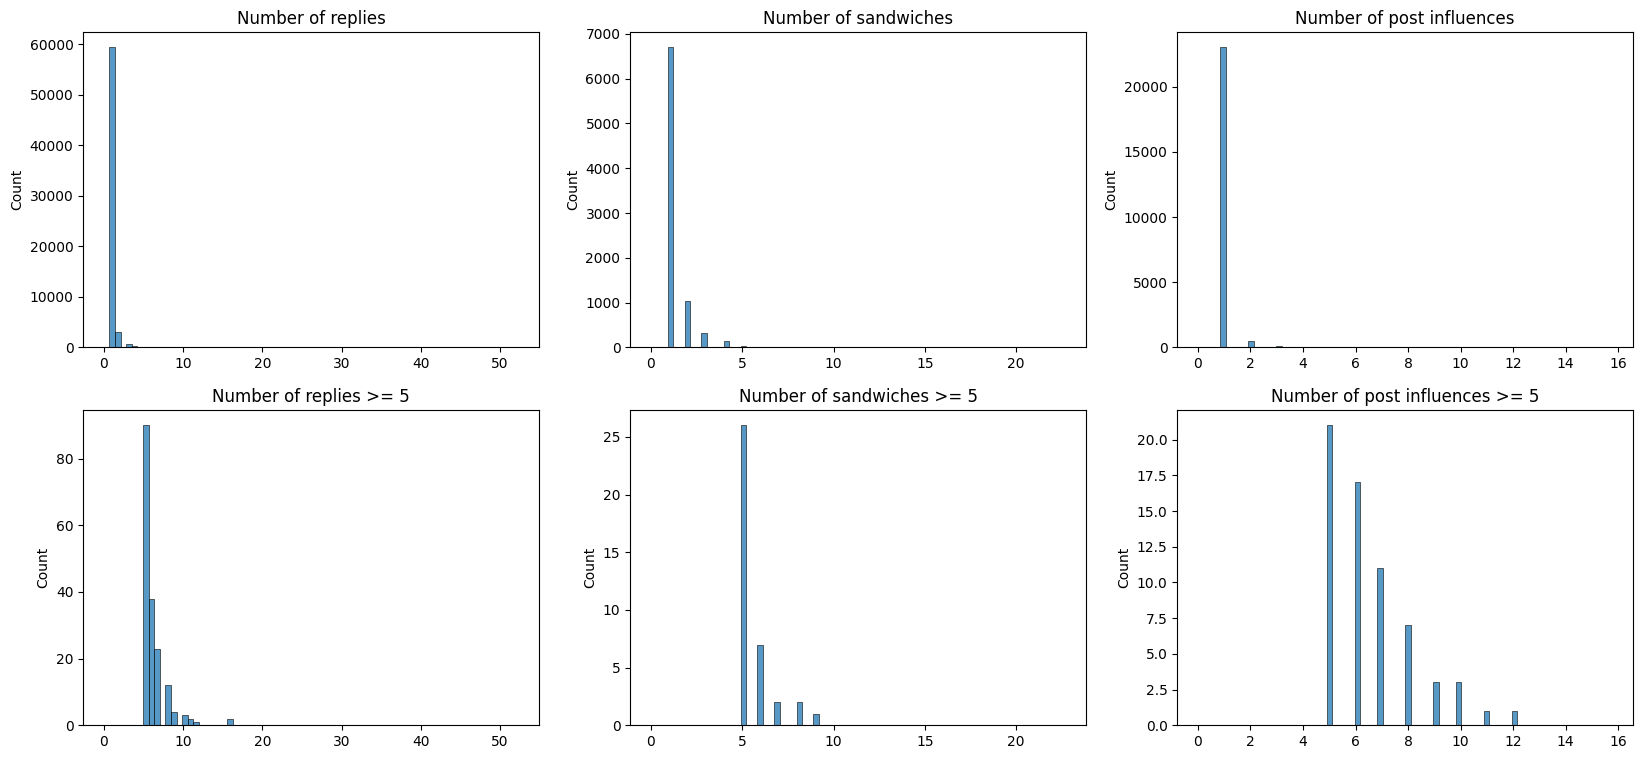 Number of replies
Number of sandwiches
Number of post influences
Count
60000
50000
40000
30000
20000
10000
0
0 10 20 30 40 50
Count
7000
6000
5000
4000
3000
2000
1000
0
0 5 10 15 20
Count
20000
15000
10000
5000
0
0 2 4 6 8 10 12 14 16
Number of replies >= 5
Number of sandwiches >= 5
Number of post influences >= 5
Count
80
60
40
20
0
0 10 20 30 40 50
Count
25
20
15
10
5
0
0 5 10 15 20
Count
20.0
17.5
15.0
12.5
10.0
7.5
5.0
2.5
0.0
0 2 4 6 8 10 12 14 16